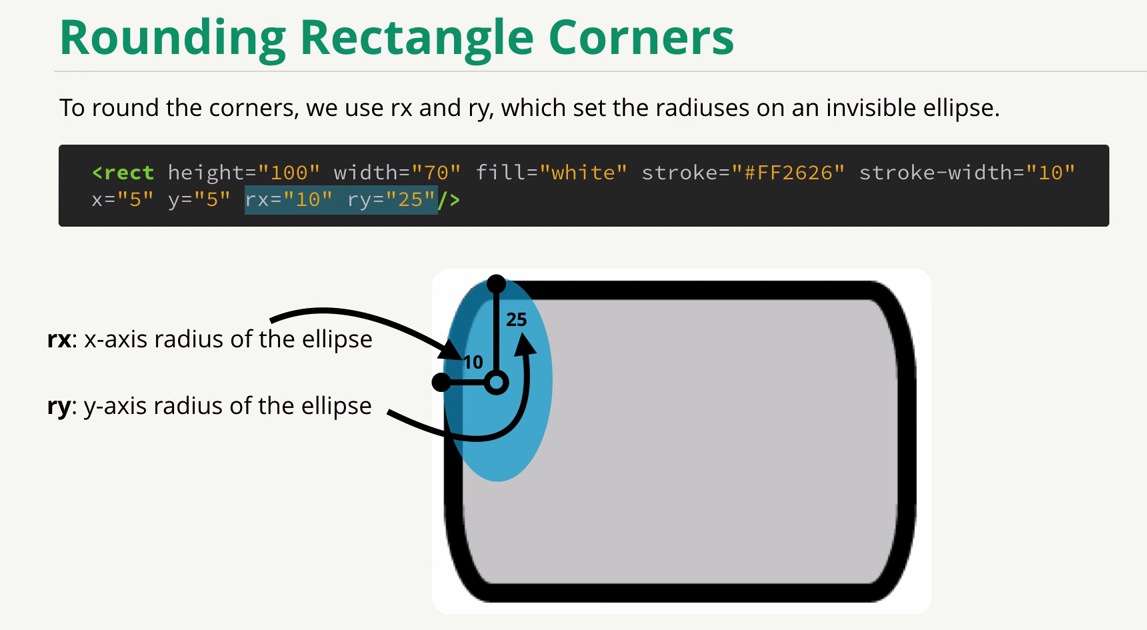 Rounding Rectangle Corners
To round the corners, we use rx and ry, which set the radiuses on an invisible ellipse.
<rect height="100" width="70" fill="white" stroke="#FF2626" stroke-width="10"
x="5" y="5" rx="10" ry="25"/>
25
rx: x-axis radius of the ellipse
10
ry: y-axis radius of the ellipse